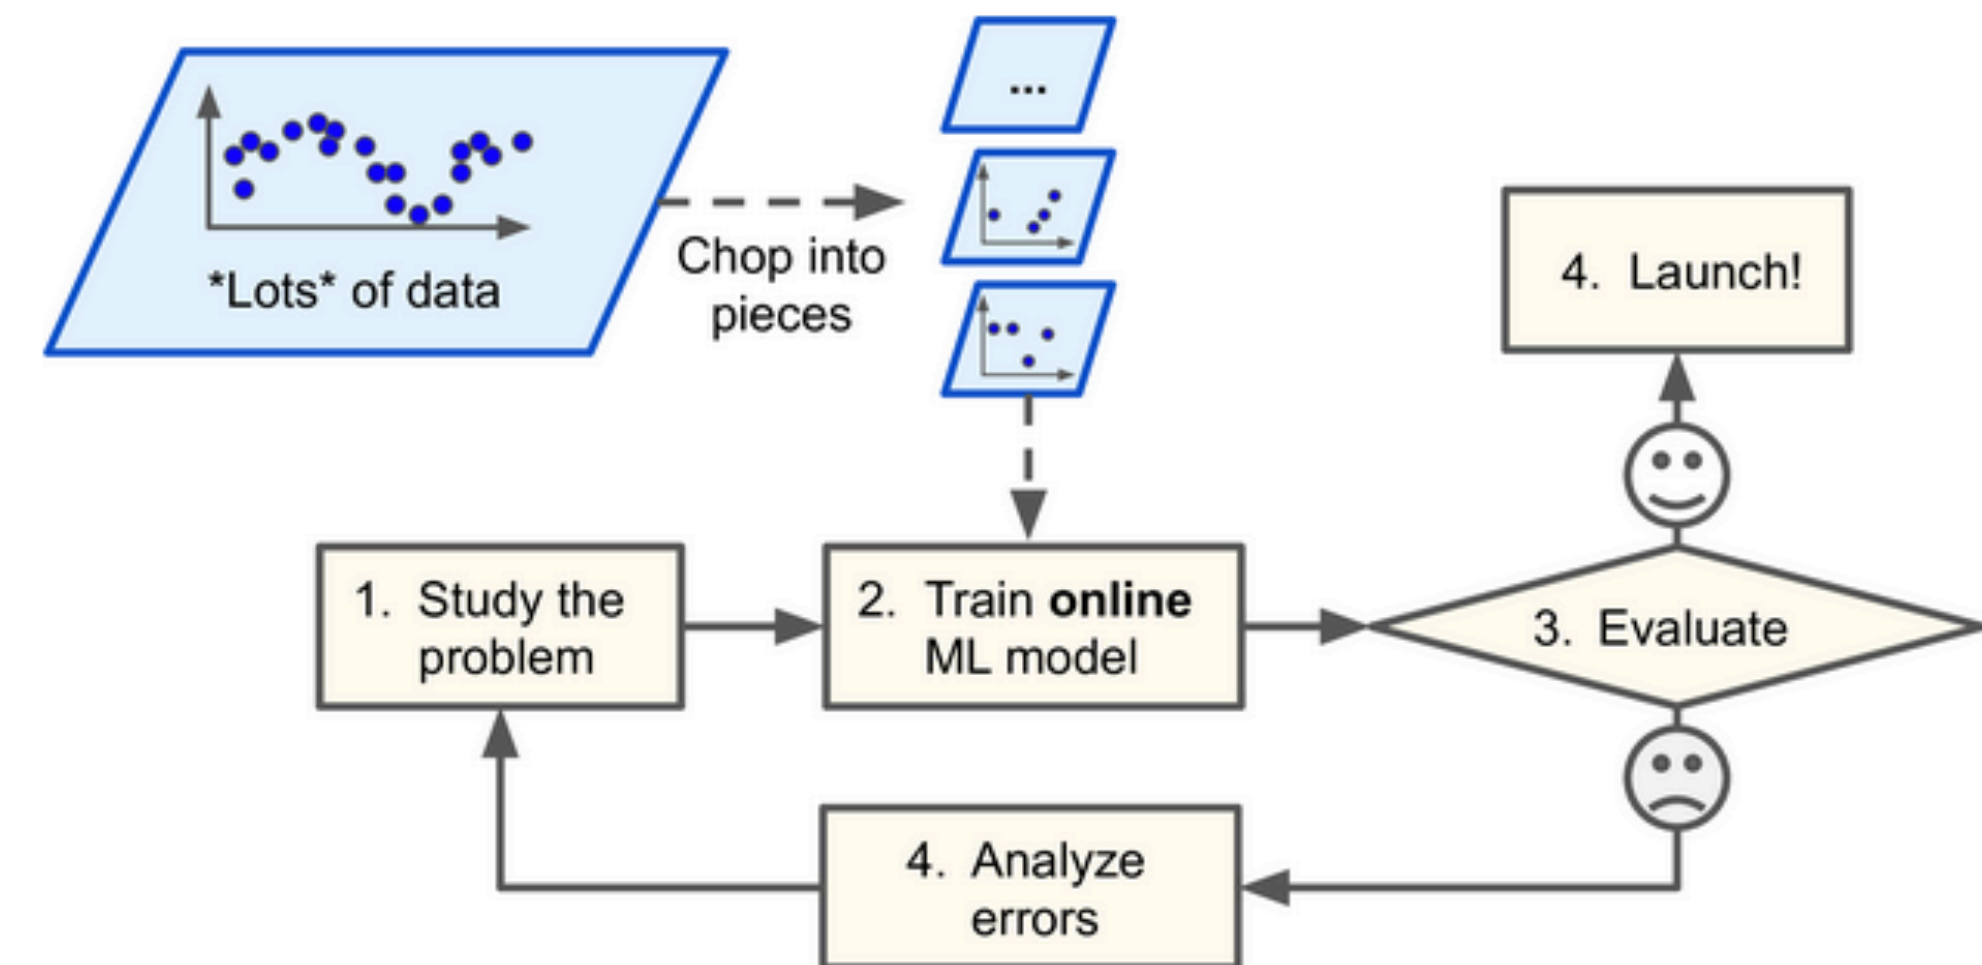 ...
*Lots* of data
Chop into
pieces
4. Launch!
1. Study the
problem
2. Train online
ML model
3. Evaluate
4. Analyze
errors